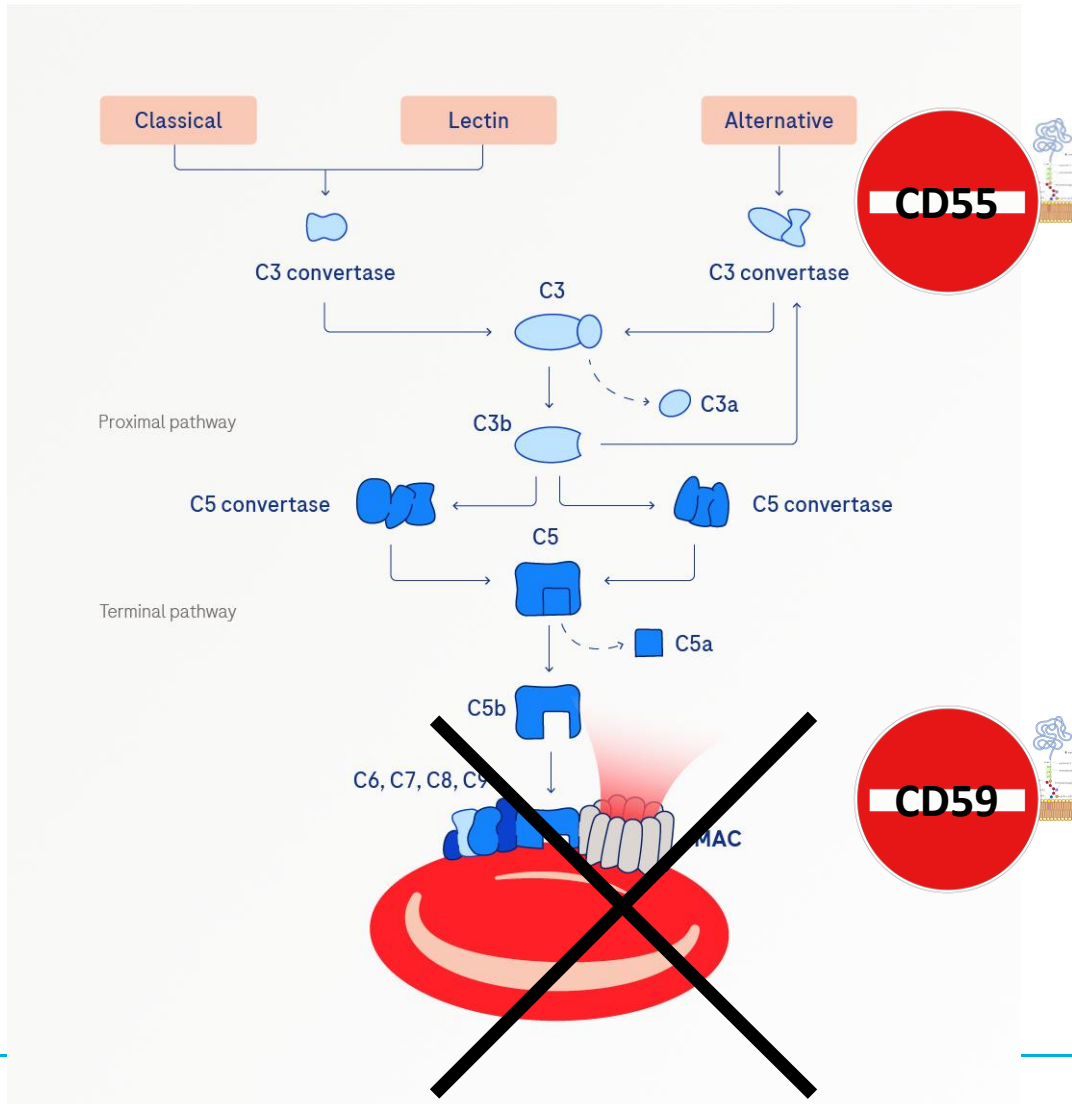 Classical
Lectin
Alternative
CD55
C3 convertase
C3 convertase
C3
C3a
Proximal pathway
C3b
C5 convertase
C5 convertase
C5
Terminal pathway
C5a
C5b
C6, C7, C8, C9
CD59
MAC